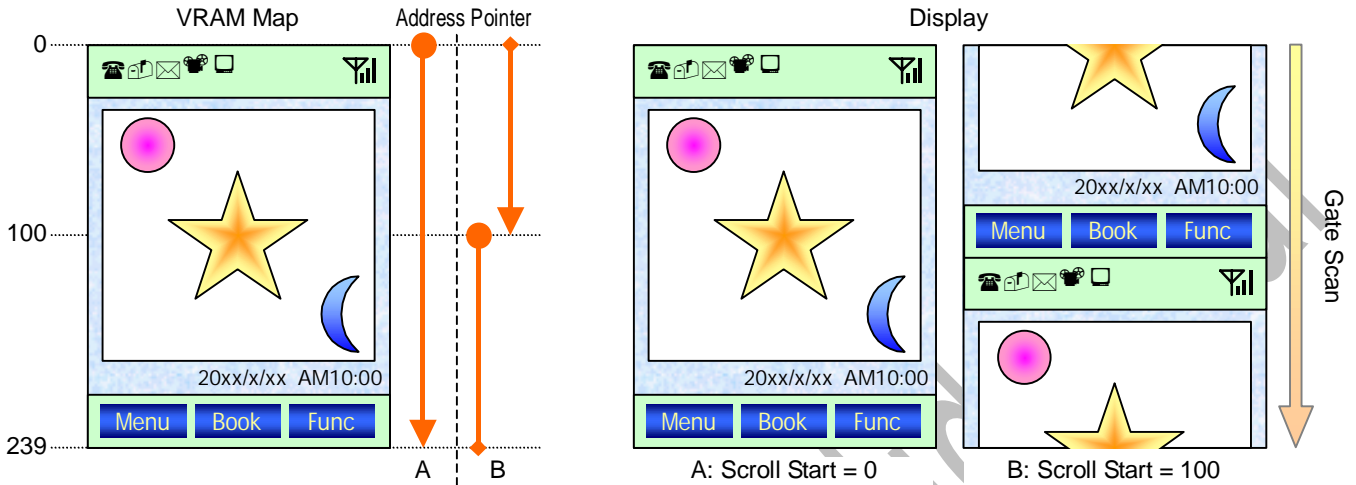 VRAM Map
Address Pointer
Display
0
100
239
20xx/x/xx AM10:00
Menu Book Func
A B
20xx/x/xx AM10:00
Menu Book Func
A: Scroll Start = 0
20xx/x/xx AM10:00
Menu Book Func
B: Scroll Start = 100
Gate Scan